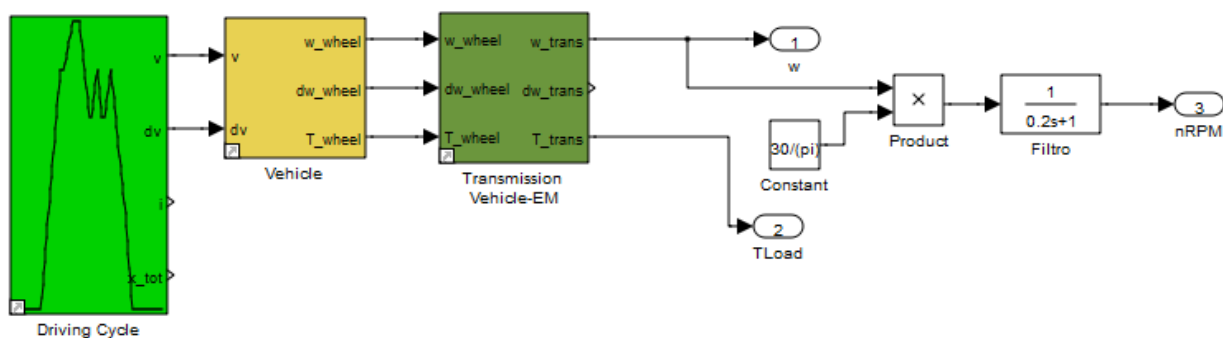 v
dv
i
x_tot
Driving Cycle
v
dv
w_wheel
dw_wheel
T_wheel
Vehicle
w_wheel
dw_wheel
T_wheel
w_trans
dw_trans
T_trans
Transmission
Vehicle-EM
1
w
2
TLoad
30/(pi)
Constant
×
Product
1
0.2s+1
Filtro
3
nRPM